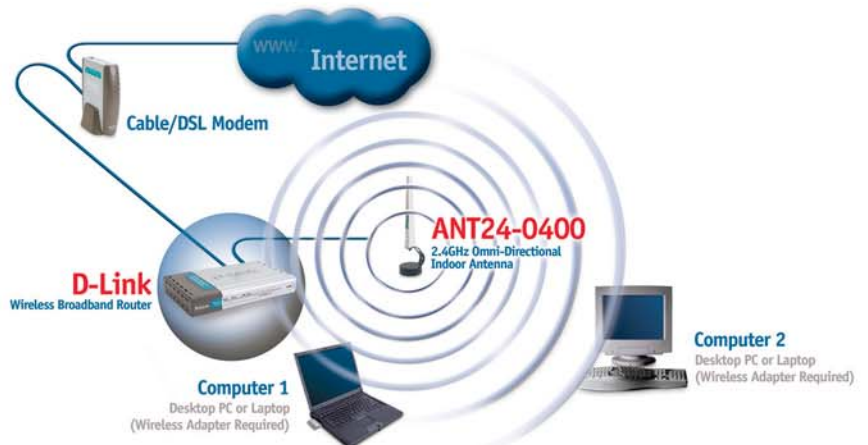 www.
Internet
Cable/DSL Modem
ANT24-0400
2.4GHz Omni-Directional
Indoor Antenna
D-Link
Wireless Broadband Router
Computer 1
Desktop PC or Laptop
(Wireless Adapter Required)
Computer 2
Desktop PC or Laptop
(Wireless Adapter Required)